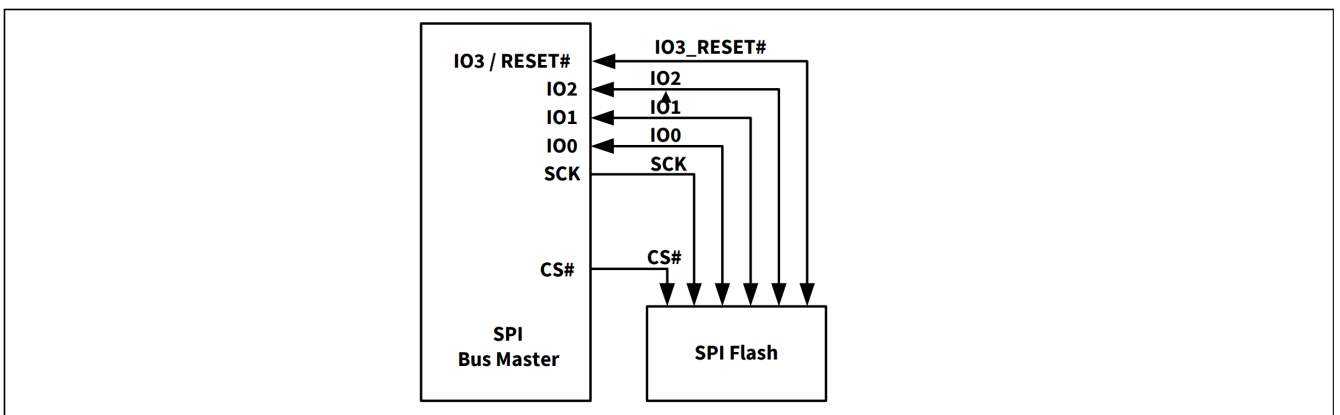 IO3_RESET#
IO3 / RESET#
IO2
IO2
IO1
IO1
IO0
IO0
SCK
SCK
CS#
CS#
SPI
Bus Master
SPI Flash